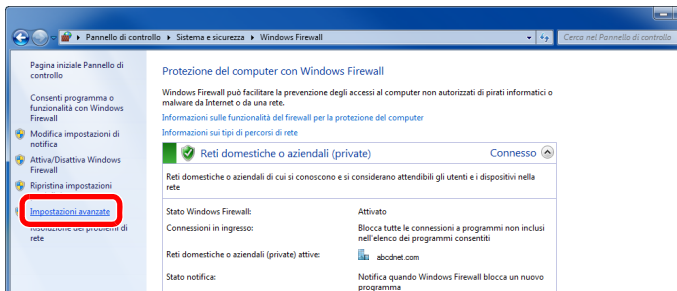 Pannello di controllo ▸ Sistema e sicurezza ▸ Windows Firewall
Cerca nel Pannello di controllo
Pagina iniziale Pannello di
controllo
Consenti programma o
funzionalità con Windows
Firewall
Modifica impostazioni di
notifica
Attiva/Disattiva Windows
Firewall
Ripristina impostazioni
Impostazioni avanzate
Risoluzione dei problemi di
rete
Protezione del computer con Windows Firewall
Windows Firewall può facilitare la prevenzione degli accessi al computer non autorizzati di pirati informatici o
malware da Internet o da una rete.
Informazioni sulle funzionalità del firewall per la protezione del computer
Informazioni sui tipi di percorsi di rete
Reti domestiche o aziendali (private) Connesso
Reti domestiche o aziendali di cui si conoscono e si considerano attendibili gli utenti e i dispositivi nella
rete
Stato Windows Firewall: Attivato
Connessioni in ingresso: Blocca tutte le connessioni a programmi non inclusi
nell'elenco dei programmi consentiti
Reti domestiche o aziendali (private) attive: abcdnet.com
Stato notifica: Notifica quando Windows Firewall blocca un nuovo
programma